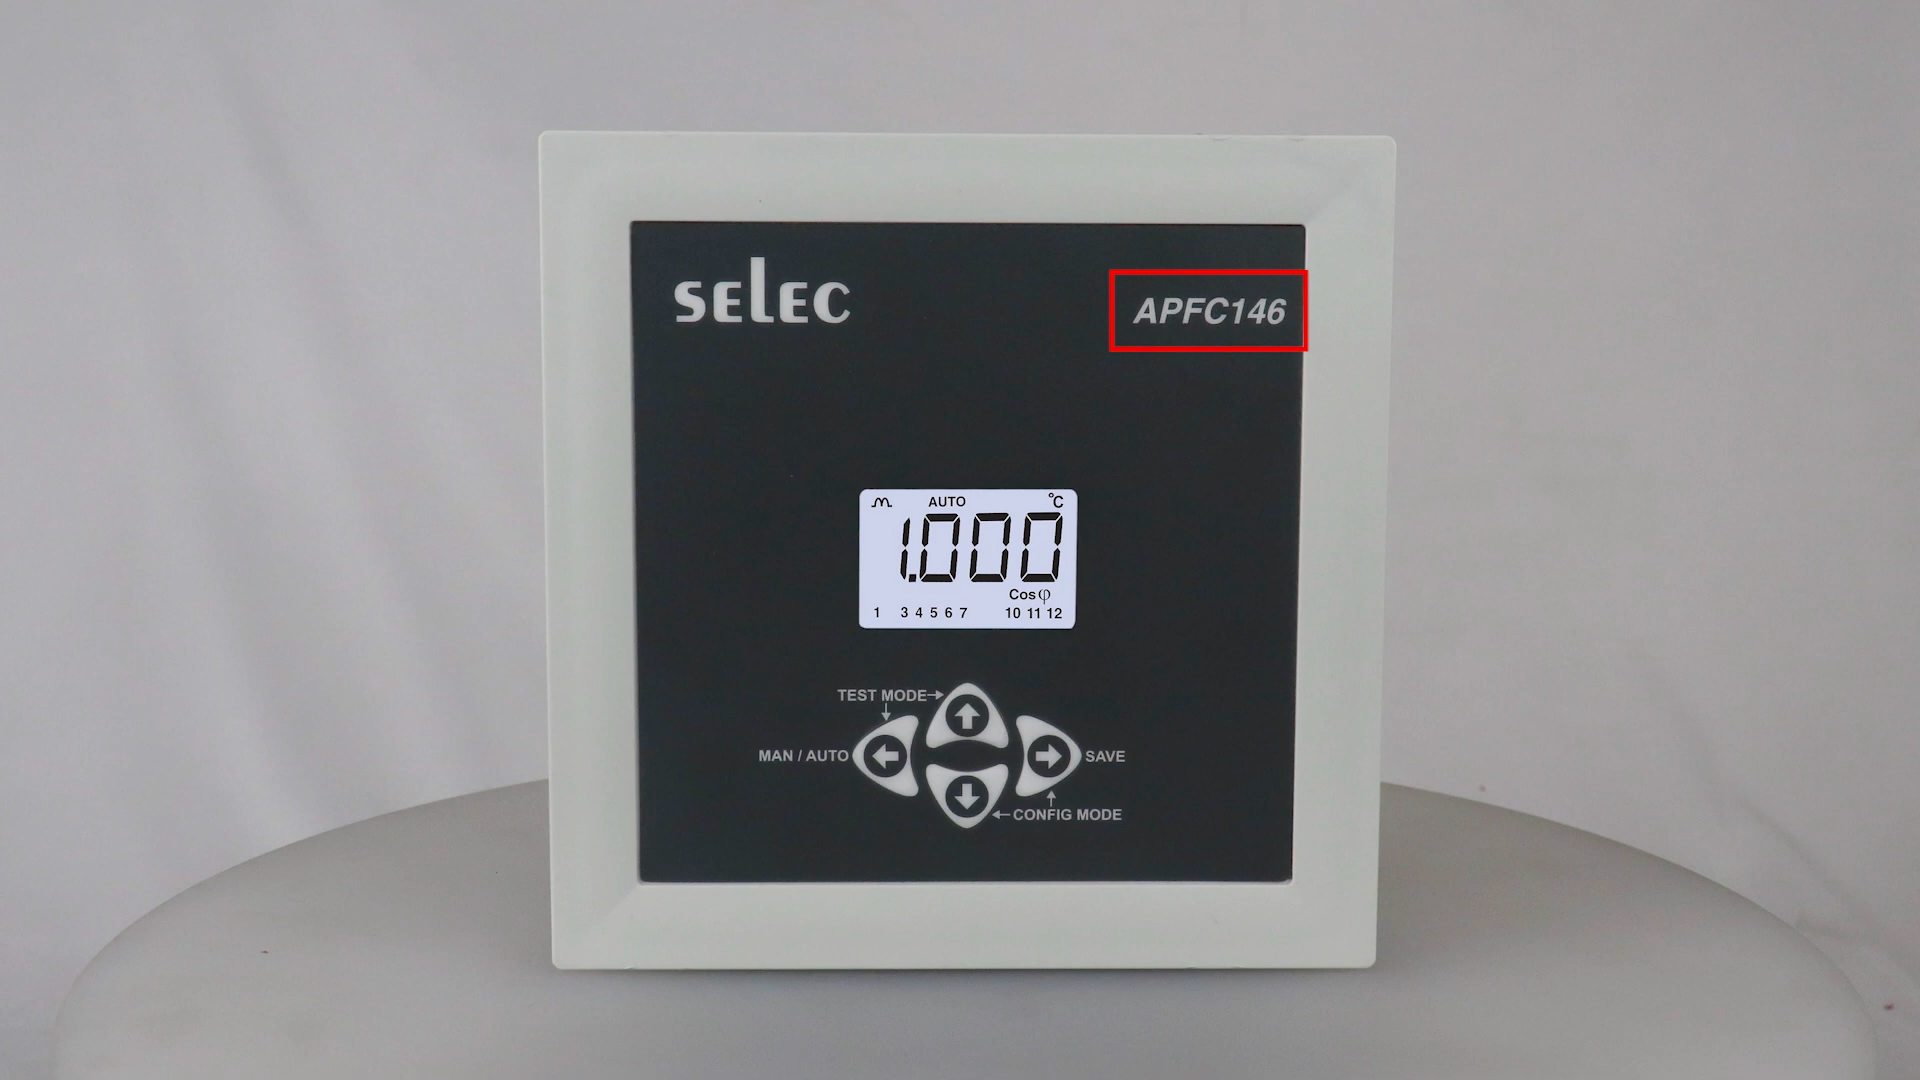 SELEC
APFC146
AUTO °C
1.000
Cos φ
1 3 4 5 6 7 10 11 12
TEST MODE→
↓
↑
MAN / AUTO ← → SAVE
↓
↑
←CONFIG MODE